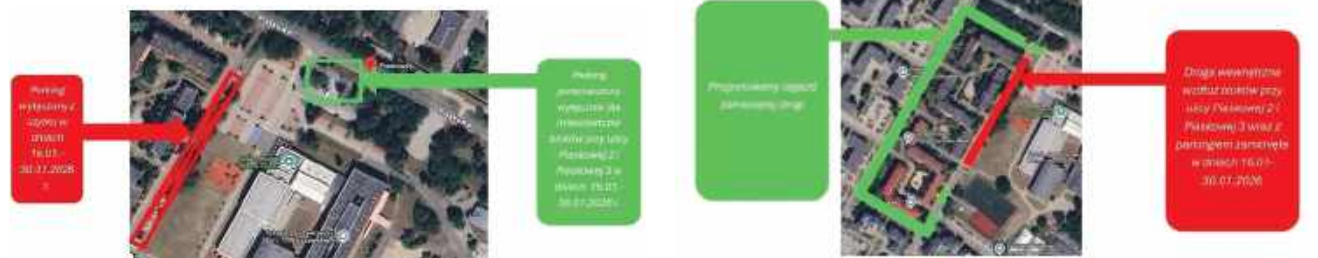 Parking
wyłączony z
użytku w
dniach
16.01.-
30.01.2026
r.
Parking
wyłącznie dla
mieszkańców
bloków przy ulicy
Piaskowej 2 i
Piaskowej 3 w
dniach 16.01.-
30.01.2026 r.
Proponowany objazd
zamkniętej drogi
Droga wewnętrzna
wzdłuż bloków przy
ulicy Piaskowej 2 i
Piaskowej 3 wraz z
parkingiem zamknięta
w dniach 16.01-
30.01.2026